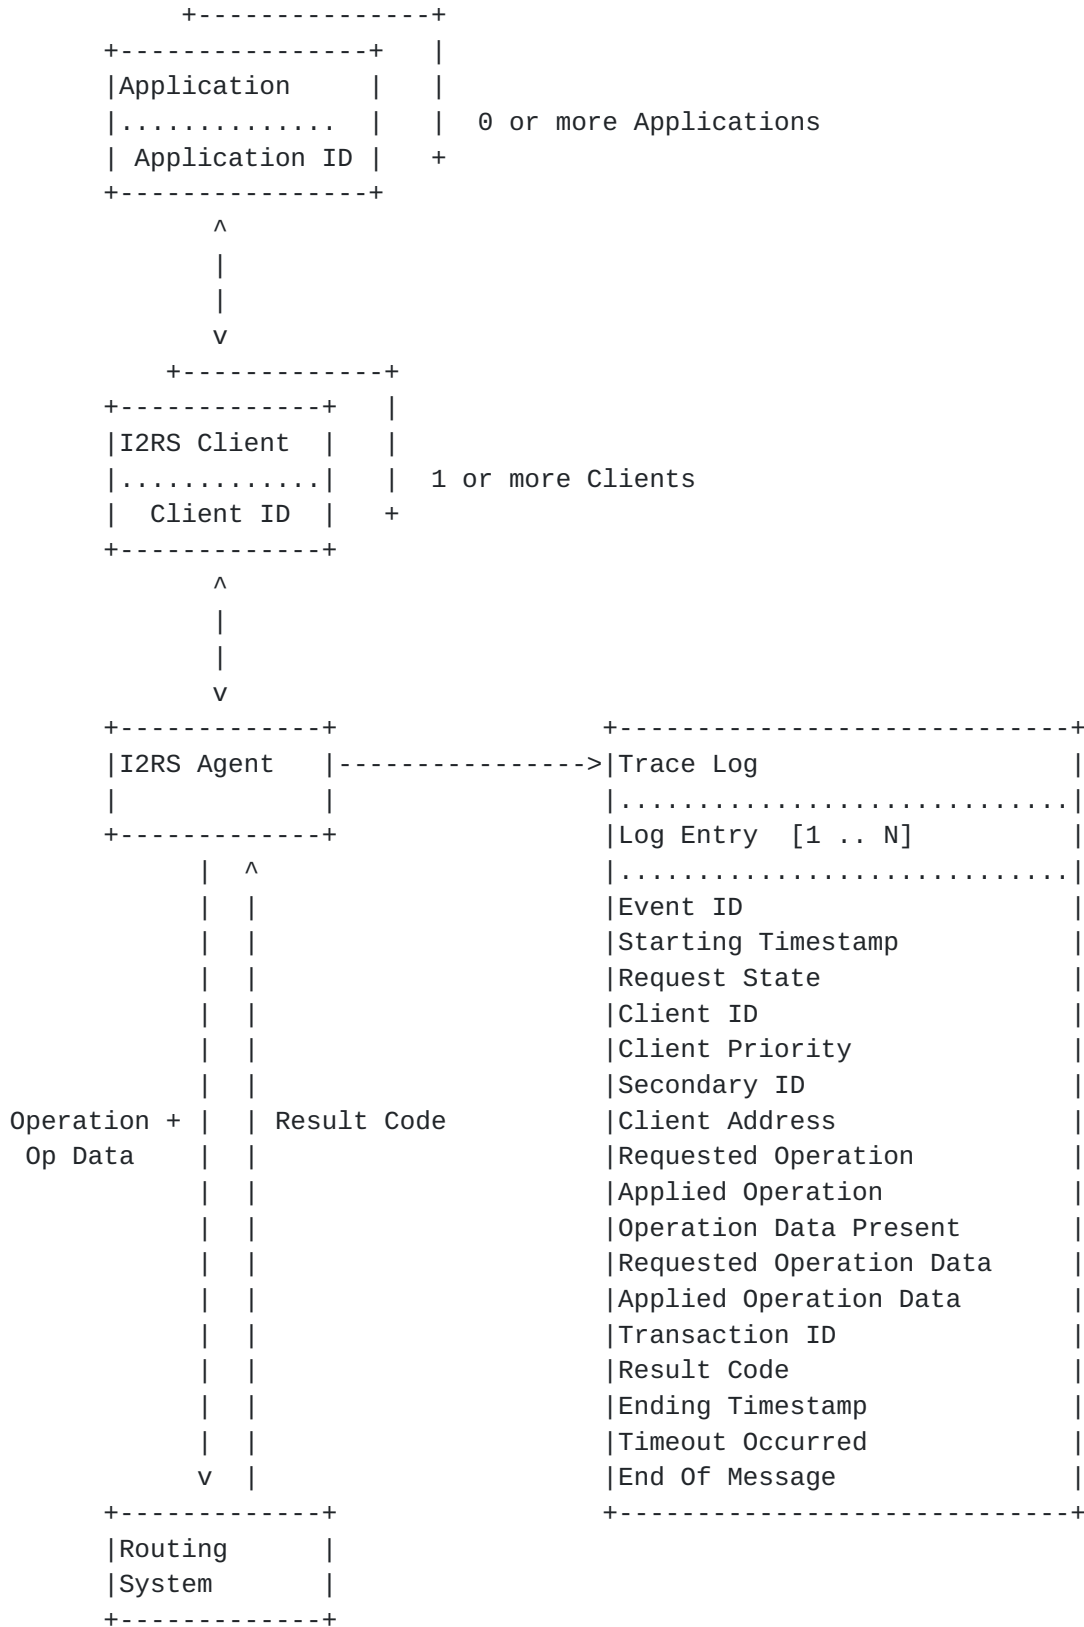 Application
0 or more Applications
Application ID
I2RS Client
1 or more Clients
Client ID
I2RS Agent
Trace Log
Log Entry [1 .. N]
Event ID
Starting Timestamp
Request State
Client ID
Client Priority
Secondary ID
Operation + Result Code Client Address
Op Data Requested Operation
Applied Operation
Operation Data Present
Requested Operation Data
Applied Operation Data
Transaction ID
Result Code
Ending Timestamp
Timeout Occurred
End Of Message
Routing
System